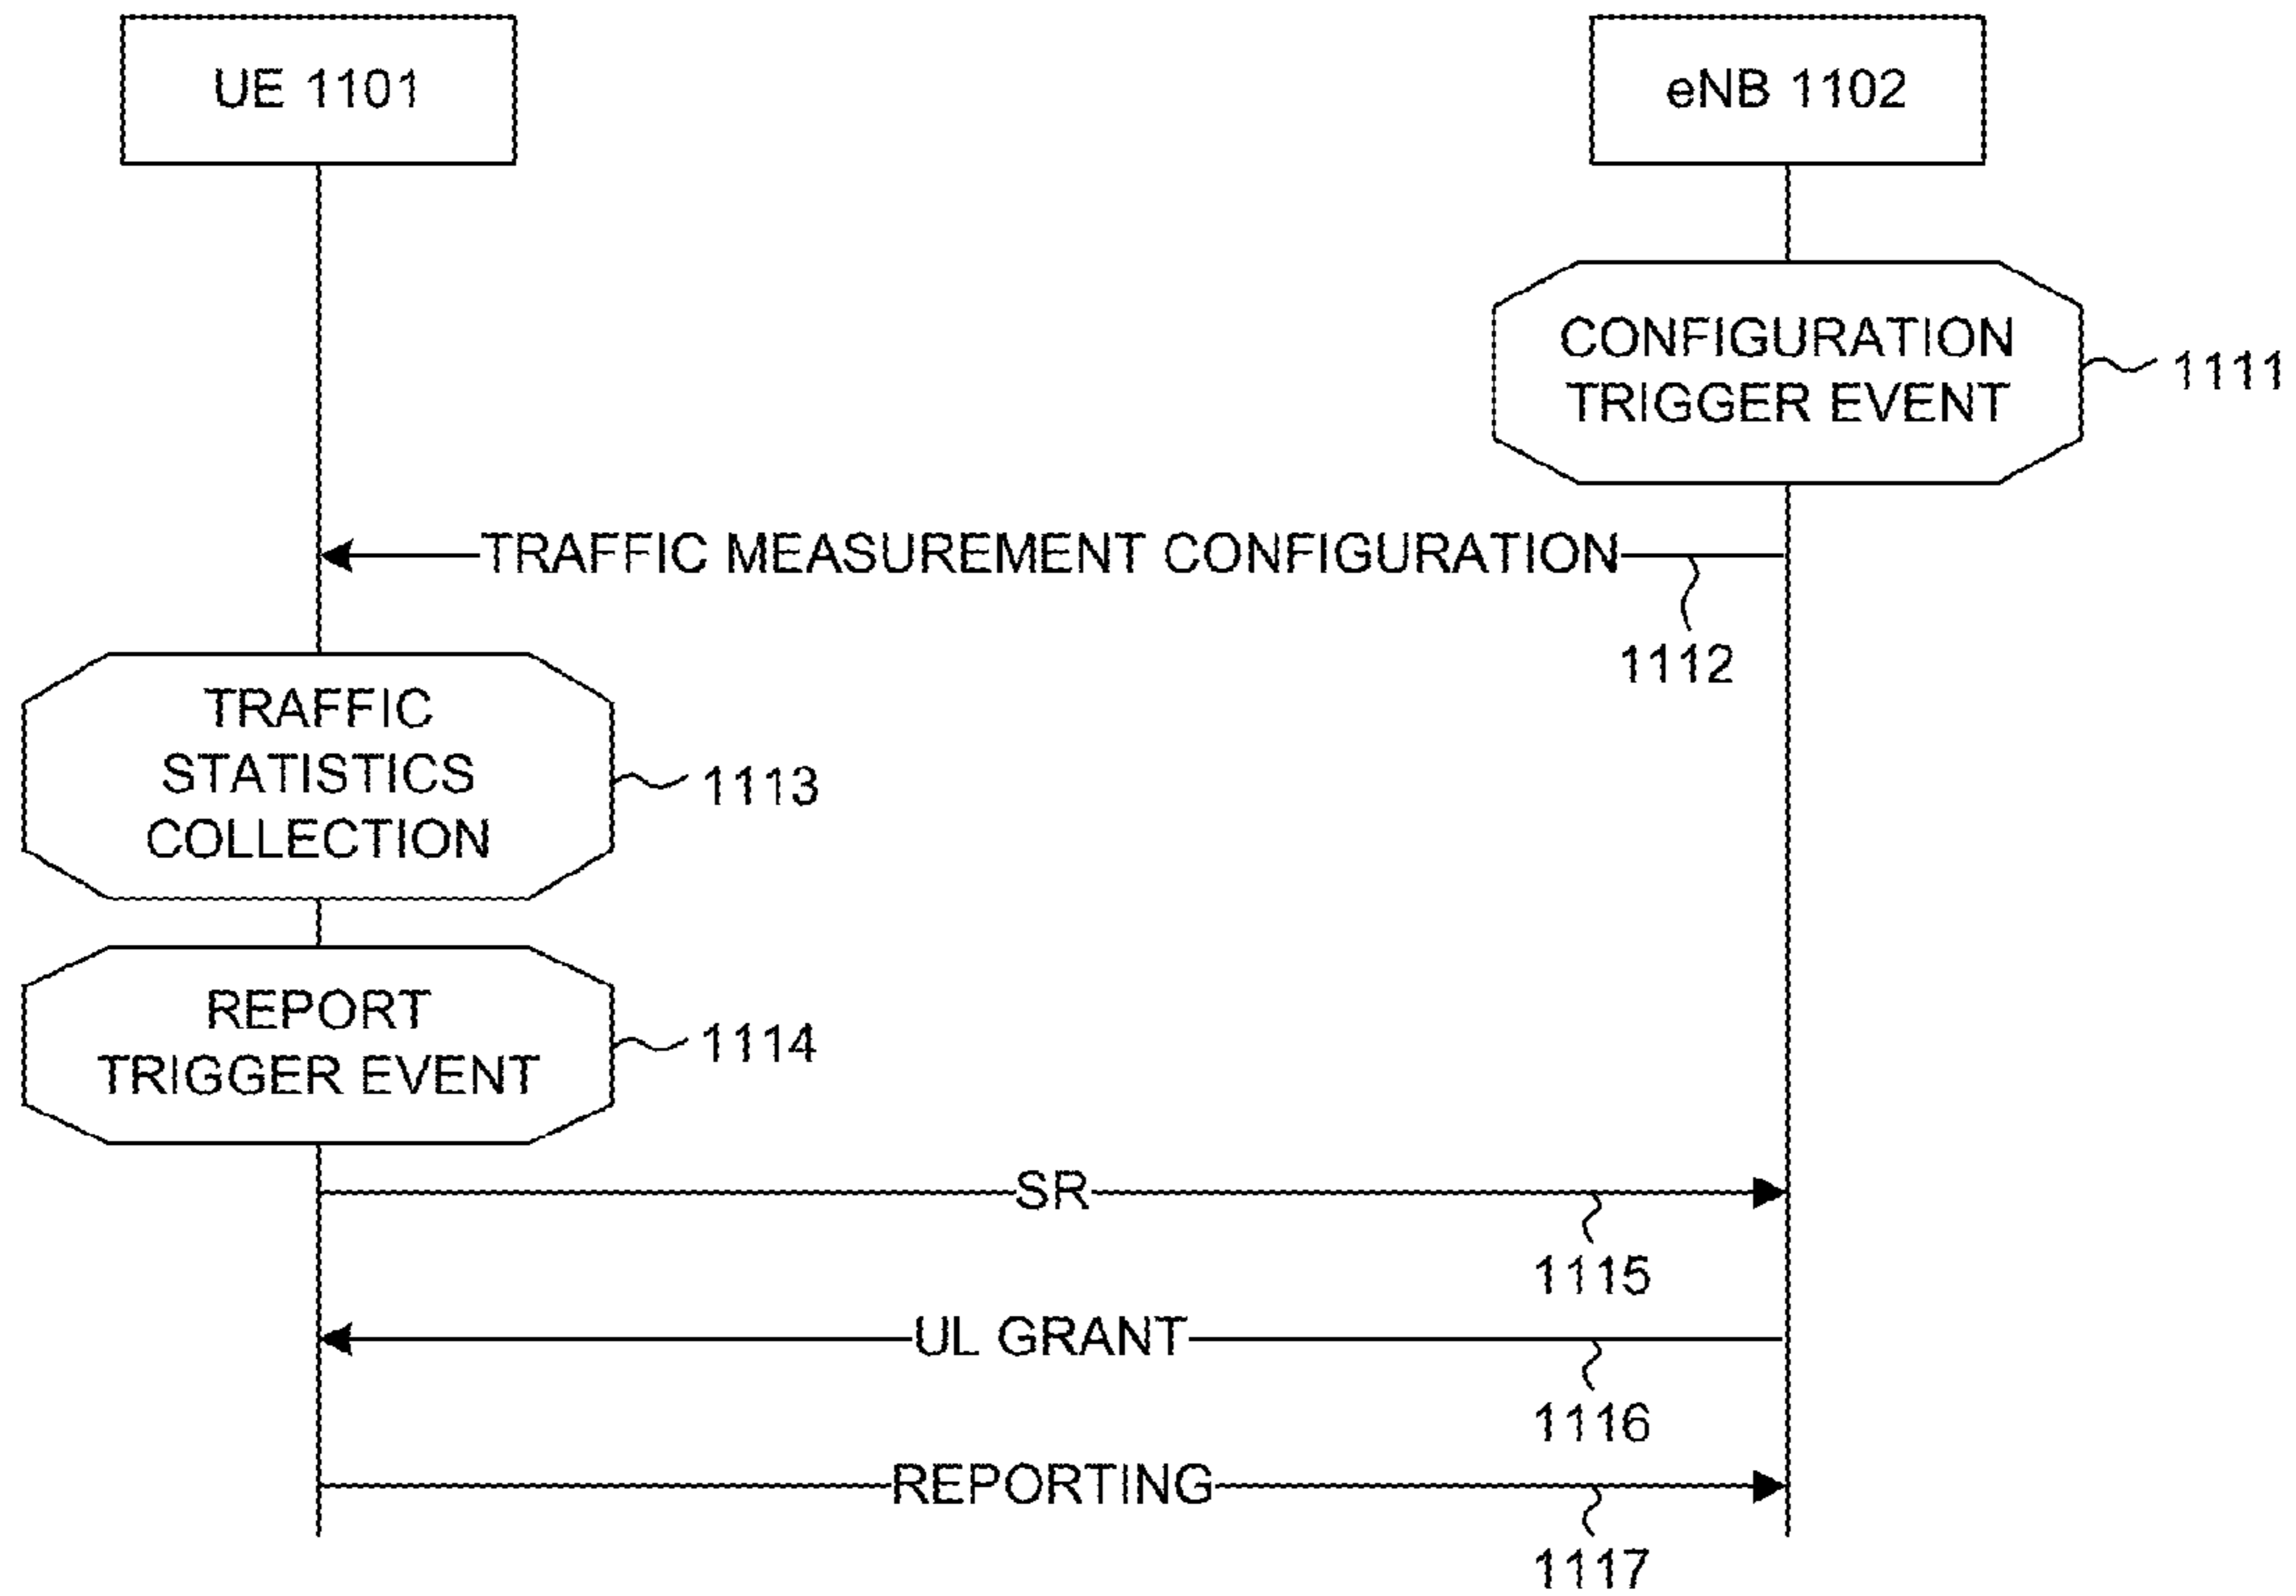 UE 1101
eNB 1102
CONFIGURATION
TRIGGER EVENT
1111
TRAFFIC MEASUREMENT CONFIGURATION
1112
TRAFFIC
STATISTICS
COLLECTION
1113
REPORT
TRIGGER EVENT
1114
SR
1115
UL GRANT
1116
REPORTING
1117